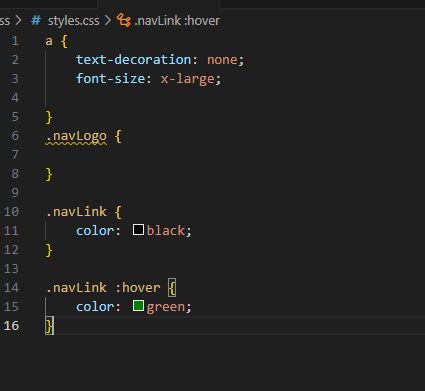 ss > # styles.css > .navLink :hover
1 a {
2 text-decoration: none;
3 font-size: x-large;
4
5 }
6 .navLogo {
7
8 }
9
10 .navLink {
11 color: black;
12 }
13
14 .navLink :hover {
15 color: green;
16 }